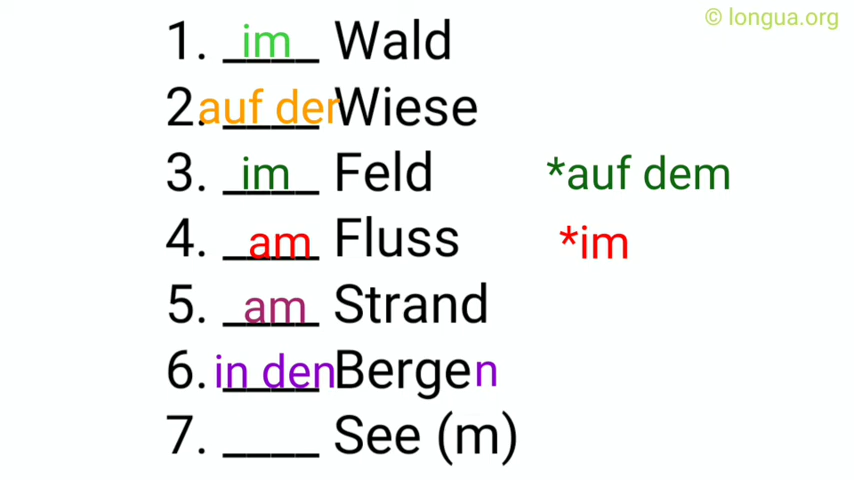 © longua.org
1. im Wald
2. auf der Wiese
3. im Feld *auf dem
4. am Fluss *im
5. am Strand
6. in den Bergen
7. ____ See (m)